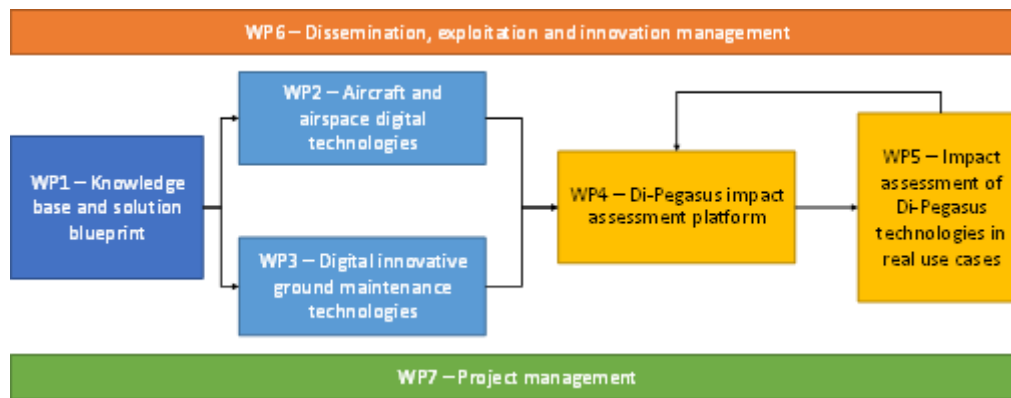 WP6 – Dissemination, exploitation and innovation management
WP2 – Aircraft and
airspace digital
technologies
WP1 – Knowledge
base and solution
blueprint
WP3 – Digital innovative
ground maintenance
technologies
WP4 – Di-Pegasus impact
assessment platform
WP5 – Impact
assessment of
Di-Pegasus
technologies in
real use cases
WP7 – Project management